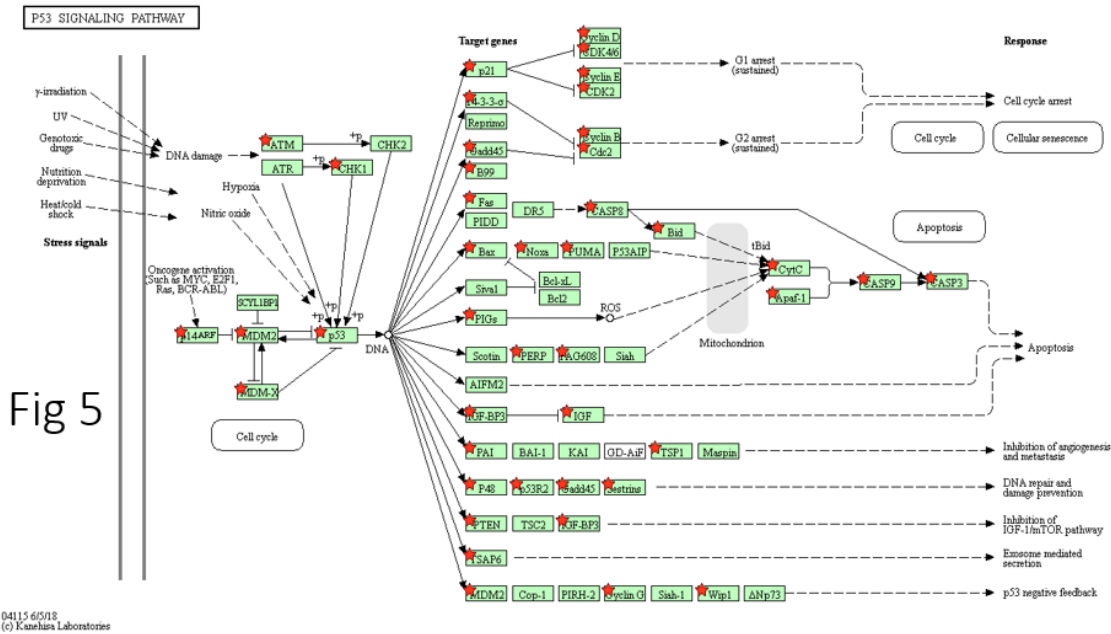 P53 SIGNALING PATHWAY
Target genes
Response
Cyclin D
CDK4/6
p21
Cyclin E
CDK2
G1 arrest
(sustained)
Cell cycle arrest
γ-irradiation
UV
Genotoxic
drugs
Nutrition
deprivation
Heat/cold
shock
Stress signals
DNA damage
ATM
+p
CHK2
ATR
+p
CHK1
Hypoxia
Nitric oxide
14-3-3-σ
Reprimo
Gadd45
B99
Cyclin B
Cdc2
G2 arrest
(sustained)
Cell cycle
Cellular senescence
Fas
PIDD
DR5
CASP8
Bid
tBid
Apoptosis
Bax
Noxa
PUMA
P53AIP
CytC
Bcl-xL
Bcl2
Siva1
Apaf-1
CASP9
CASP3
PIGs
ROS
Mitochondrion
Oncogene activation
(Such as MYC, E2F1,
Ras, BCR-ABL)
SCYL1BP1
+p
+p
+p
p14ARF
MDM2
p53
DNA
MDM-X
Cell cycle
Fig 5
Scotin
PERP
PAG608
Siah
Apoptosis
AIFM2
IGF-BP3
IGF
PAI
BAI-1
KAI
GD-AiF
TSP1
Maspin
Inhibition of angiogenesis
and metastasis
P48
p53R2
Gadd45
Sestrins
DNA repair and
damage prevention
PTEN
TSC2
IGF-BP3
Inhibition of
IGF-1/mTOR pathway
TSAP6
Exosome mediated
secretion
MDM2
Cop-1
PIRH-2
Cyclin G
Siah-1
Wip1
ΔNp73
p53 negative feedback
04115 6/5/18
(c) Kanehisa Laboratories